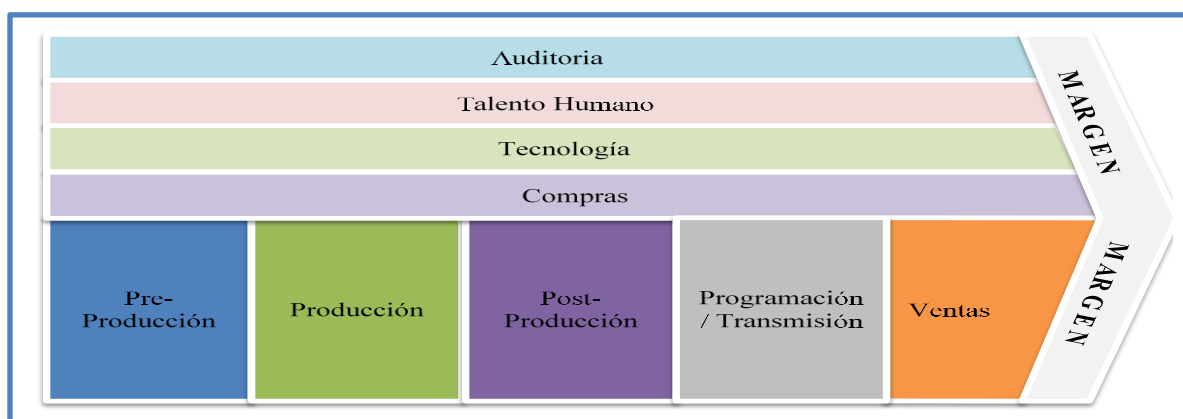 Auditoria
Talento Humano
Tecnología
Compras
MARGEN
Pre-
Producción
Producción
Post-
Producción
Programación
/ Transmisión
Ventas
MARGEN